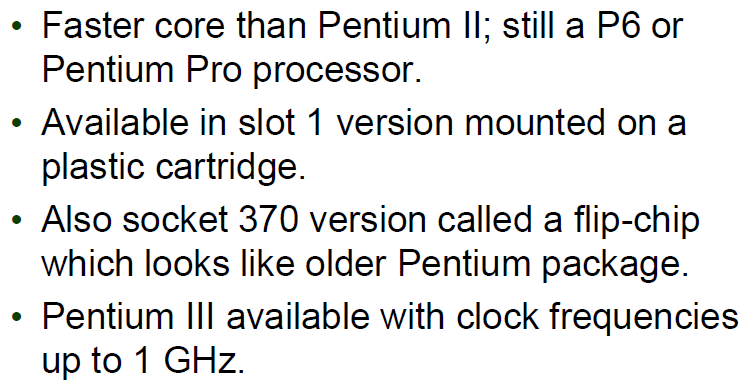 • Faster core than Pentium II; still a P6 or
Pentium Pro processor.
• Available in slot 1 version mounted on a
plastic cartridge.
• Also socket 370 version called a flip-chip
which looks like older Pentium package.
• Pentium III available with clock frequencies
up to 1 GHz.